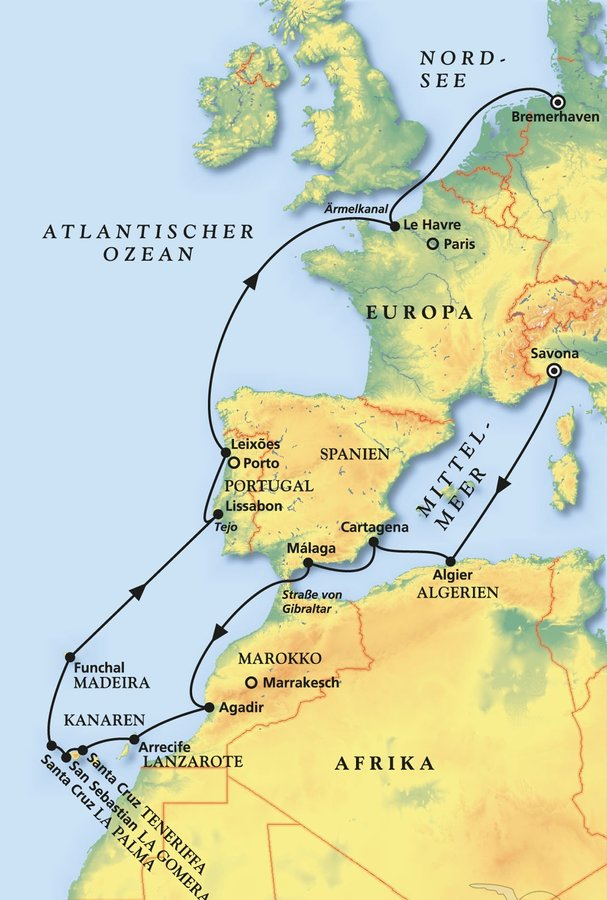 NORD-
SEE
Bremerhaven
Ärmelkanal
Le Havre
Paris
ATLANTISCHER
OZEAN
EUROPA
Savona
MITTEL-
MEER
Leixões
Porto
SPANIEN
PORTUGAL
Lissabon
Tejo
Cartagena
Málaga
Algier
ALGERIEN
Straße von
Gibraltar
MAROKKO
Marrakesch
Funchal
MADEIRA
Agadir
KANAREN
Arrecife
LANZAROTE
AFRIKA
Santa Cruz TENERIFFA
San Sebastian LA GOMERA
Santa Cruz LA PALMA